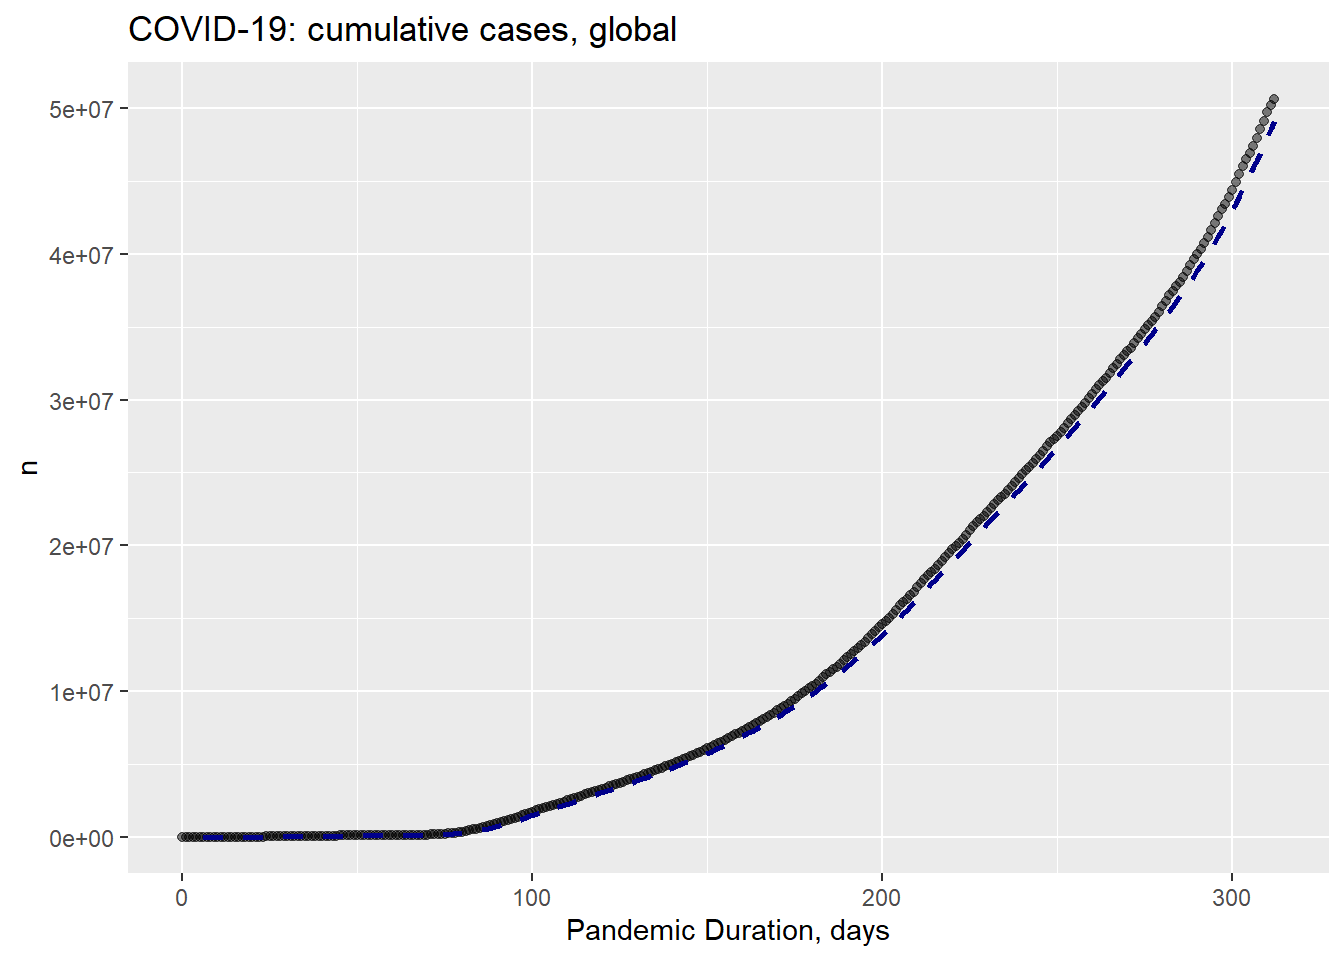 COVID-19: cumulative cases, global
5e+07
4e+07
3e+07
2e+07
1e+07
0e+00
n
0 100 200 300
Pandemic Duration, days